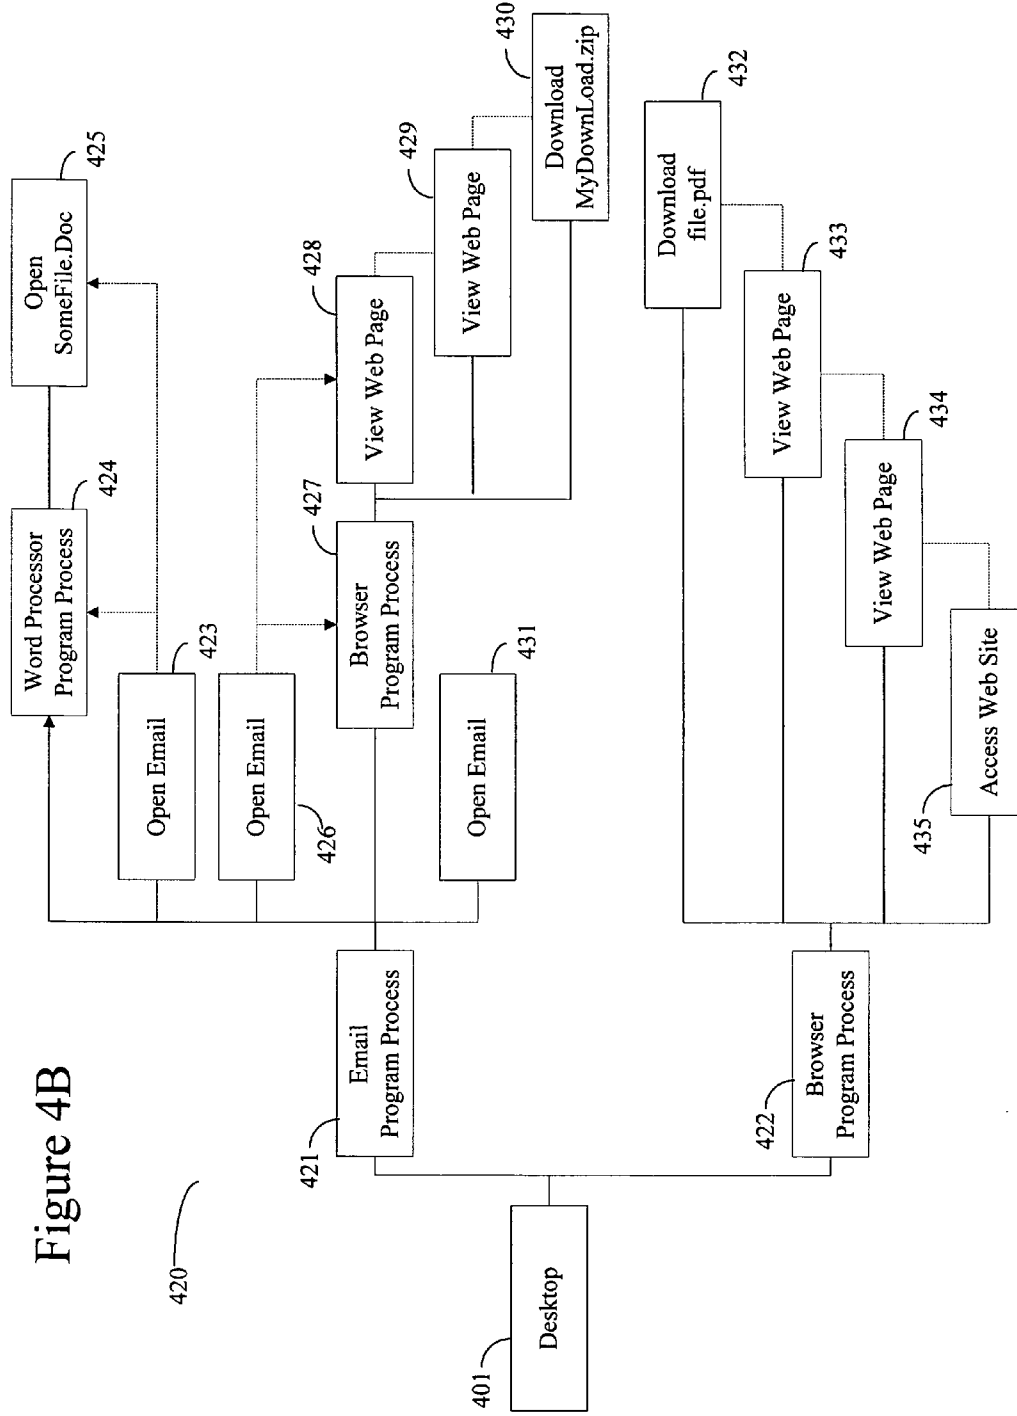 Figure 4B
420
401
Desktop
421
Email
Program Process
422
Browser
Program Process
Word Processor
Program Process
424
Open
SomeFile.Doc
425
Open Email
423
Open Email
426
Browser
Program Process
427
View Web Page
428
View Web Page
429
Download
MyDownLoad.zip
430
Open Email
431
Download
file.pdf
432
View Web Page
433
View Web Page
434
Access Web Site
435